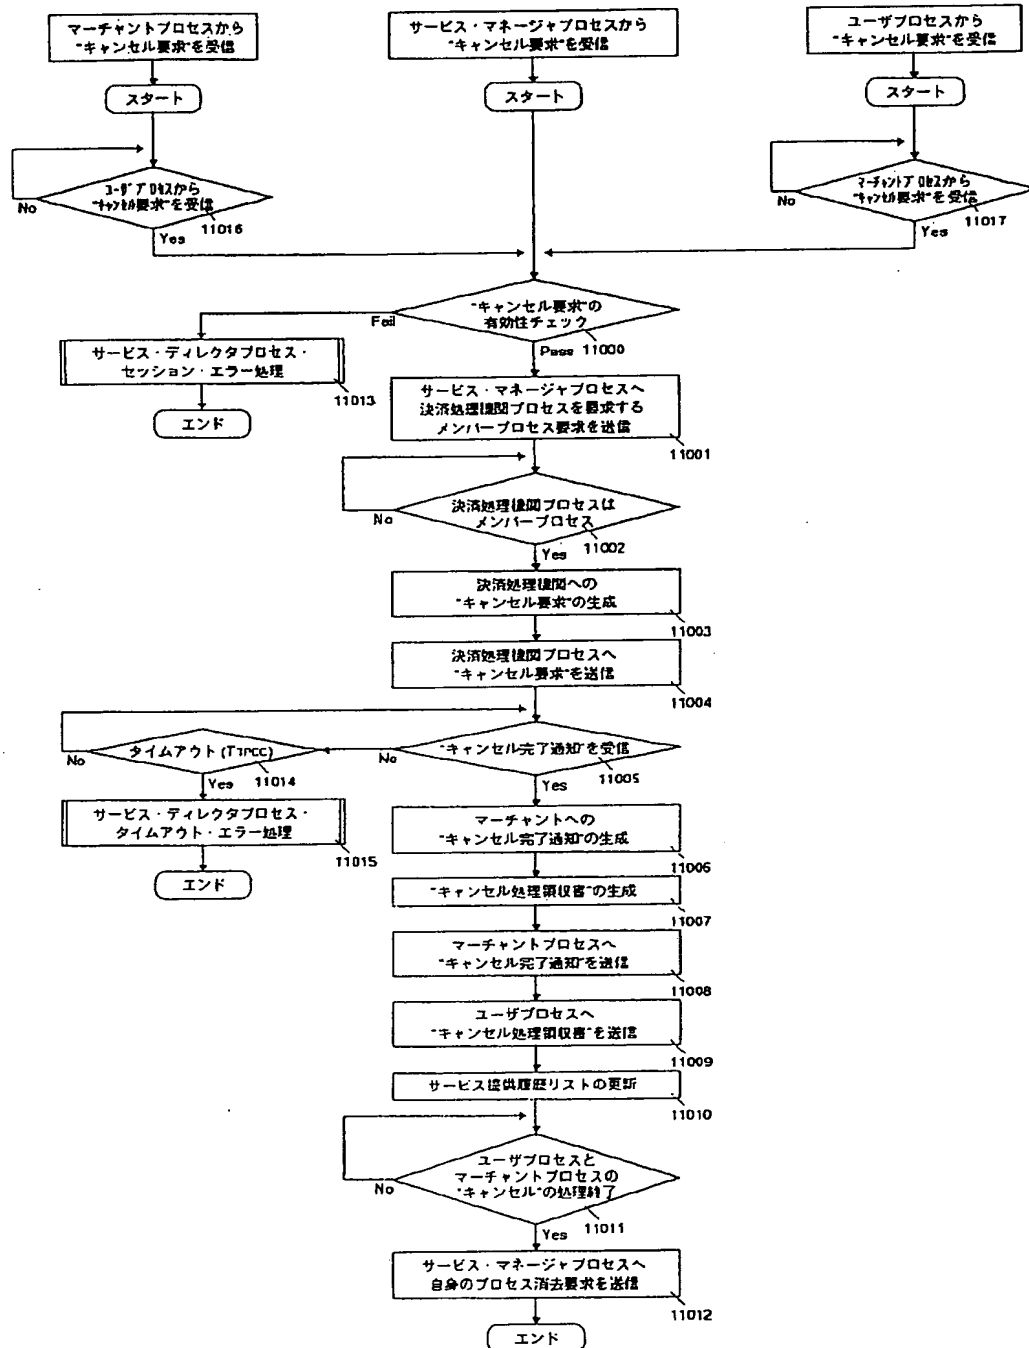 マーチャントプロセスから
"キャンセル要求"を受信
サービス・マネージャプロセスから
"キャンセル要求"を受信
ユーザプロセスから
"キャンセル要求"を受信
スタート
スタート
スタート
ユーザプロセスから
"キャンセル要求"を受信
11016
No
Yes
マーチャントプロセスから
"キャンセル要求"を受信
11017
No
Yes
"キャンセル要求"の
有効性チェック
11000
Fail
Pass
サービス・ディレクタプロセス・
セッション・エラー処理
11013
エンド
サービス・マネージャプロセスへ
決済処理機関プロセスを要求する
メンバープロセス要求を送信
11001
決済処理機関プロセスは
メンバープロセス
11002
No
Yes
決済処理機関への
"キャンセル要求"の生成
11003
決済処理機関プロセスへ
"キャンセル要求"を送信
11004
"キャンセル完了通知"を受信
11005
No
Yes
タイムアウト(TTPCC)
11014
No
Yes
サービス・ディレクタプロセス・
タイムアウト・エラー処理
11015
エンド
マーチャントへの
"キャンセル完了通知"の生成
11006
"キャンセル処理領収書"の生成
11007
マーチャントプロセスへ
"キャンセル完了通知"を送信
11008
ユーザプロセスへ
"キャンセル処理領収書"を送信
11009
サービス提供履歴リストの更新
11010
ユーザプロセスと
マーチャントプロセスの
"キャンセル"の処理終了
11011
No
Yes
サービス・マネージャプロセスへ
自身のプロセス消去要求を送信
11012
エンド